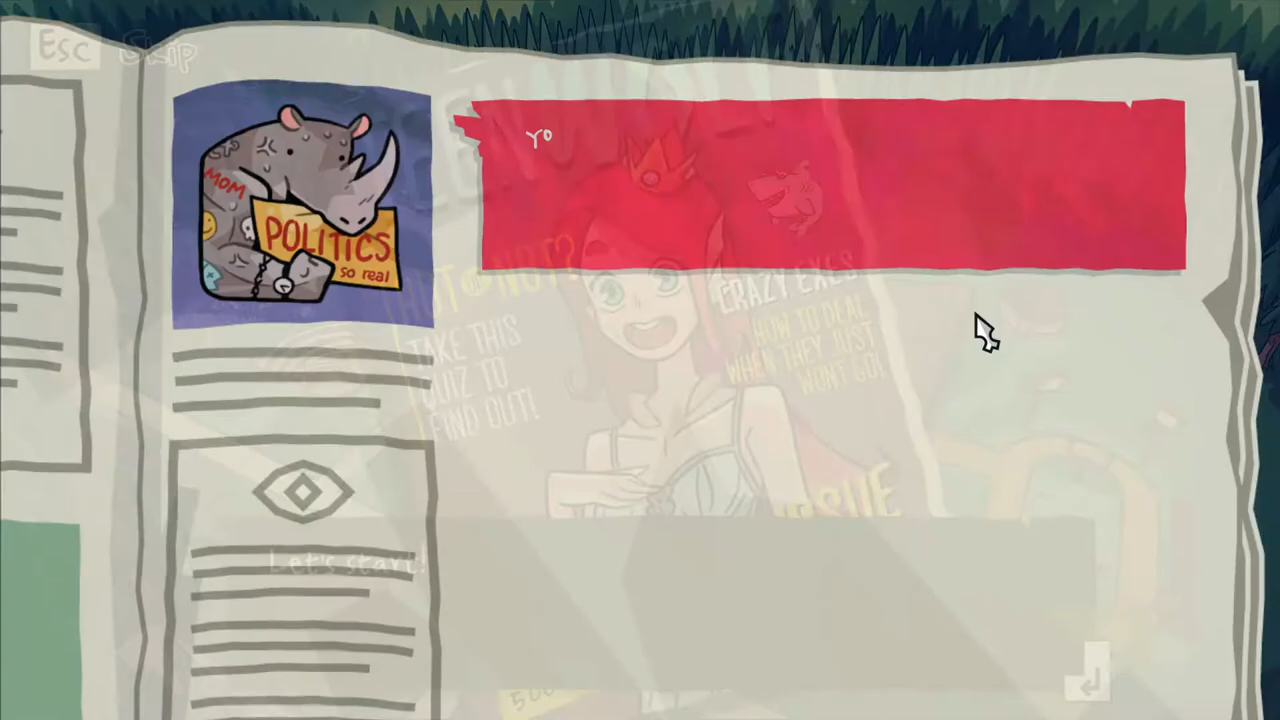 Esc Skip
Yo
MOM
POLITICS
so real
HOT OR NOT?
TAKE THIS
QUIZ TO
FIND OUT!
CRAZY EXES
HOW TO DEAL
WHEN THEY JUST
WON'T GO!
ISSUE
Let's start!